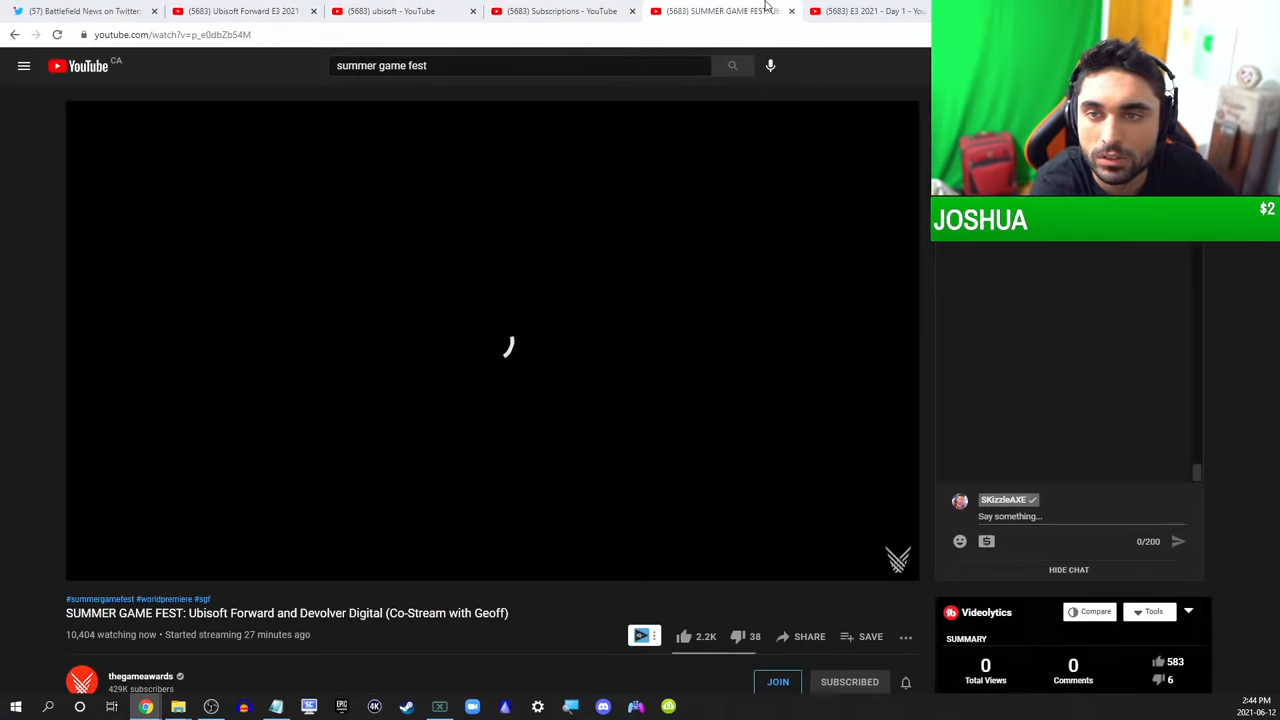 (57) Battlefield News on Twitter:
(5683) Ubisoft Forward E3 2021
(5683) ubisoft - YouTube
(5683) Subscriptions - YouTube
(5683) SUMMER GAME FEST: Ub
(5683) E3 2021 - Day 1 - You
youtube.com/watch?v=p_e0dbZb54M
YouTube CA
summer game fest
JOSHUA
$2
SKizzleAXE
Say something...
0/200
HIDE CHAT
#summergamefest #worldpremiere #sgf
SUMMER GAME FEST: Ubisoft Forward and Devolver Digital (Co-Stream with Geoff)
10,404 watching now • Started streaming 27 minutes ago
2.2K
38
SHARE
SAVE
thegameawards
429K subscribers
JOIN
SUBSCRIBED
tb Videolytics
Compare
Tools
SUMMARY
0
Total Views
0
Comments
583
6
SC
EPIC
4K
2:44 PM
2021-06-12